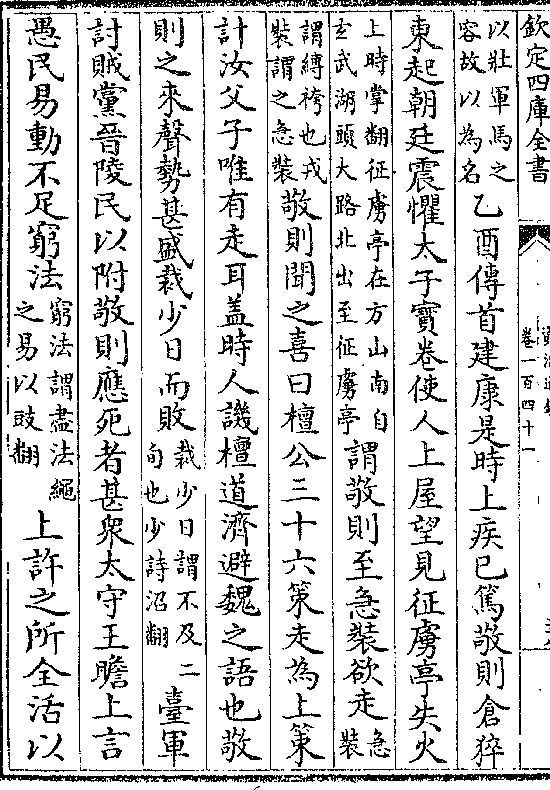 欽定四庫全書
卷一百四十一
以壯軍馬之
容故以為名
乙酉傳首建康是時上疾已篤敬則倉猝
東起朝廷震懼太子寶卷使人上屋望見征虜亭失火
上時掌翻征虜亭在方山南自
玄武湖頭大路北出至征虜亭
謂敬則至急裝欲走
急
裝
謂縛袴也戎
裝謂之急裝
敬則聞之喜曰檀公三十六策走為上策
計汝父子唯有走耳盖時人譏檀道濟避魏之語也敬
則之來聲勢甚盛裁少日而敗
裁少日謂不及二
旬也少詩沼翻
臺軍
討賊黨晉陵民以附敬則應死者甚衆太守王瞻上言
愚民易動不足窮法
窮法謂盡法繩
之易以豉翻
上許之所全活以